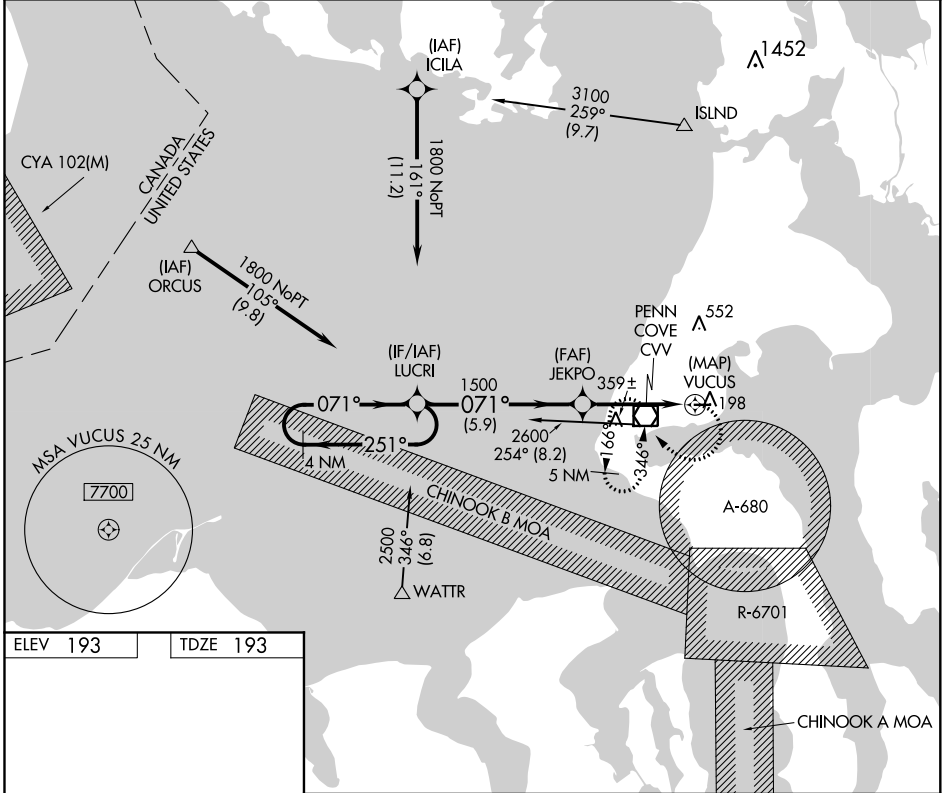 (IAF)
ICILA
1452
3100
259°
(9.7)
ISLND
CYA 102(M)
CANADA
UNITED STATES
1800 NoPT
161°
(11.2)
(IAF)
ORCUS
1800 NoPT
105°
(9.8)
PENN
COVE
CVV
552
(IF/IAF)
LUCRI
(FAF)
JEKPO
(MAP)
VUCUS
359±
198
071°
1500
071°
(5.9)
2600
254° (8.2)
166°
346°
251°
4 NM
5 NM
MSA VUCUS 25 NM
7700
CHINOOK B MOA
A-680
2500
346°
(6.8)
WATTR
R-6701
ELEV 193
TDZE 193
CHINOOK A MOA